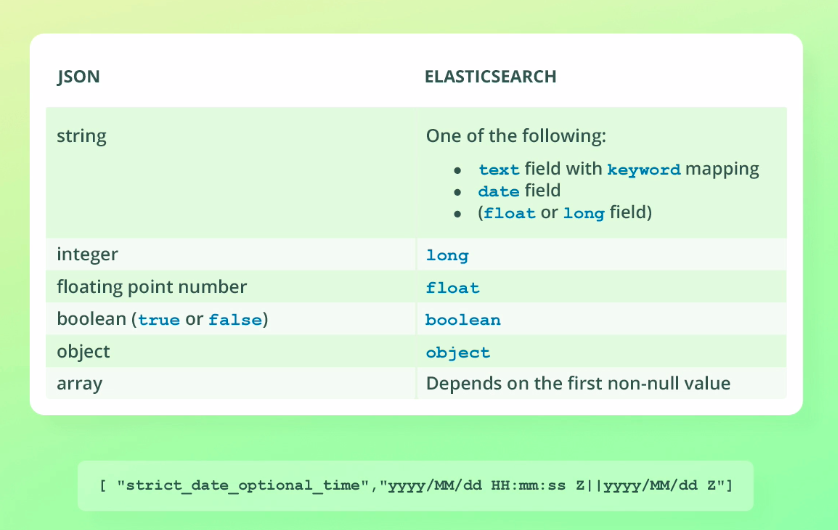 JSON ELASTICSEARCH
string One of the following:
• text field with keyword mapping
• date field
• (float or long field)
integer long
floating point number float
boolean (true or false) boolean
object object
array Depends on the first non-null value
[ "strict_date_optional_time","yyyy/MM/dd HH:mm:ss Z||yyyy/MM/dd Z"]